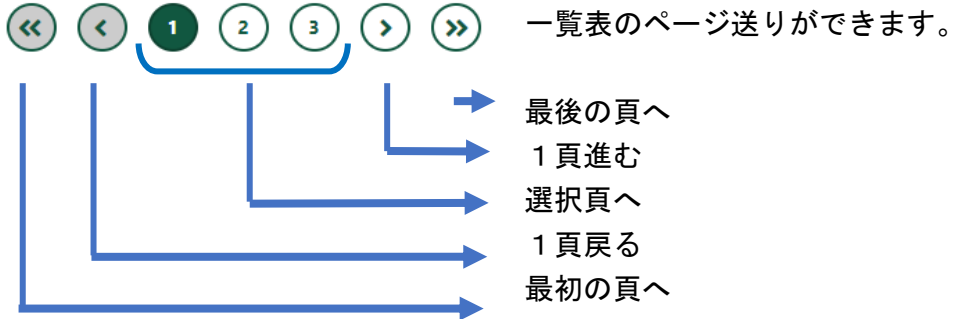 « ‹ 1 2 3 › » 一覧表のページ送りができます。
最後の頁へ
１頁進む
選択頁へ
１頁戻る
最初の頁へ